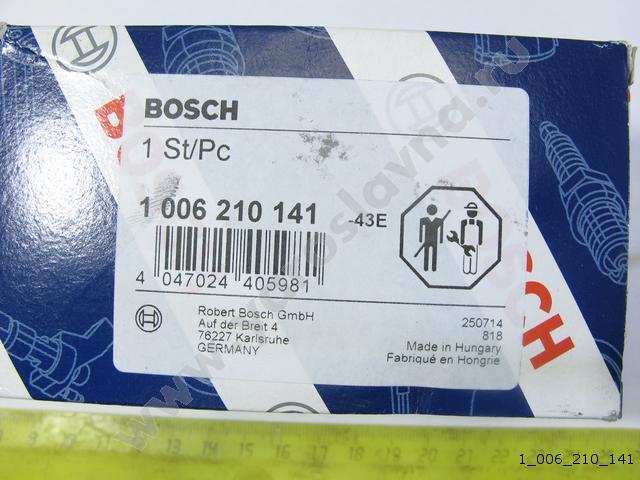 BOSCH
1 St/Pc
1 006 210 141 -43E
4 047024 405981
Robert Bosch GmbH
Auf der Breit 4
76227 Karlsruhe
GERMANY
250714
818
Made in Hungary
Fabriqué en Hongrie
SCH
1_006_210_141